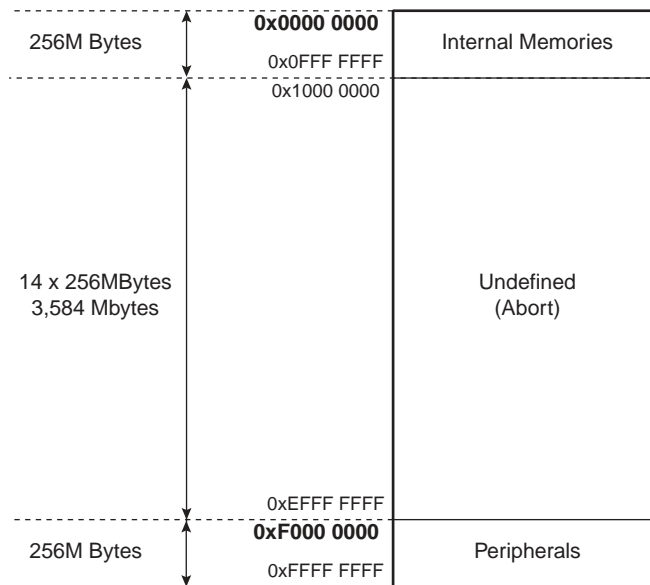 256M Bytes
0x0000 0000
0x0FFF FFFF
Internal Memories
0x1000 0000
14 x 256MBytes
3,584 Mbytes
Undefined
(Abort)
0xEFFF FFFF
256M Bytes
0xF000 0000
0xFFFF FFFF
Peripherals